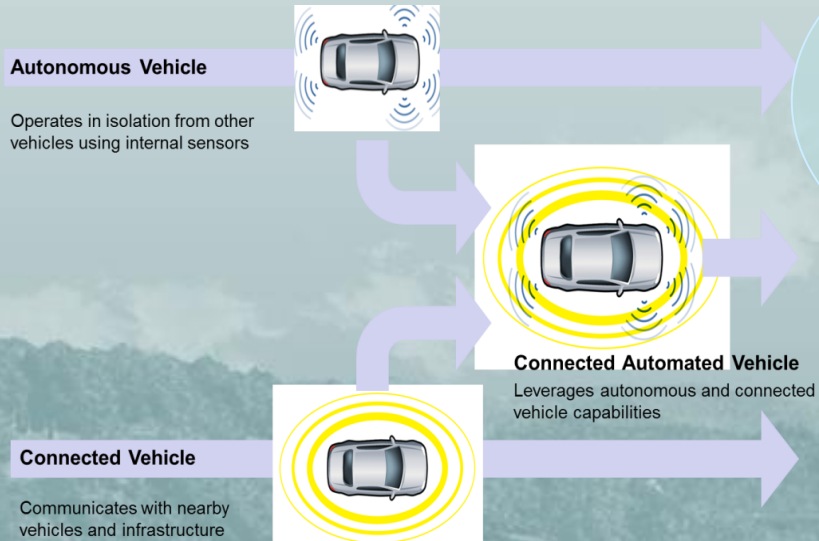 Autonomous Vehicle
Operates in isolation from other
vehicles using internal sensors
Connected Automated Vehicle
Leverages autonomous and connected
vehicle capabilities
Connected Vehicle
Communicates with nearby
vehicles and infrastructure